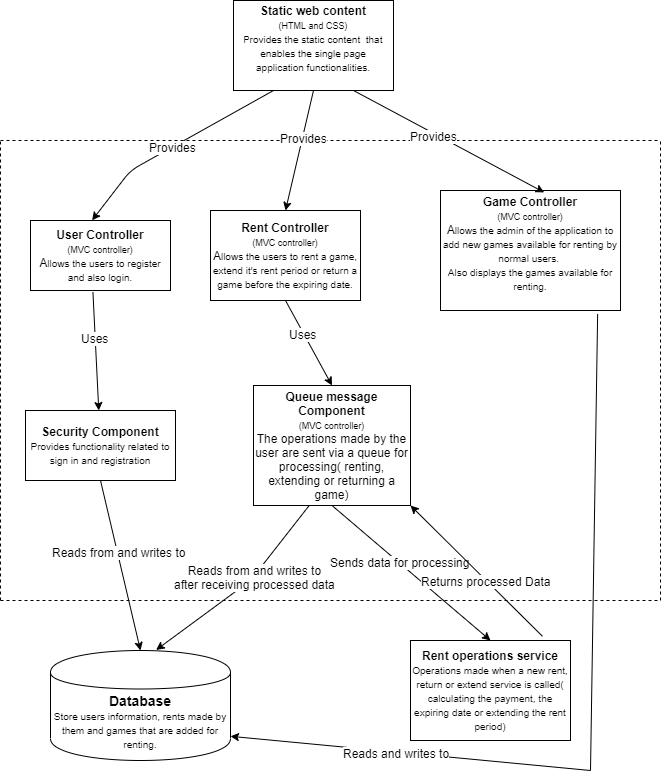 Static web content
(HTML and CSS)
Provides the static content that
enables the single page
application functionalities.
Provides
Provides
Provides
User Controller
(MVC controller)
Allows the users to register
and also login.
Rent Controller
(MVC controller)
Allows the users to rent a game,
extend it's rent period or return a
game before the expiring date.
Game Controller
(MVC controller)
Allows the admin of the application to
add new games available for renting by
normal users.
Also displays the games available for
renting.
Uses
Uses
Security Component
Provides functionality related to
sign in and registration
Queue message
Component
(MVC controller)
The operations made by the
user are sent via a queue for
processing( renting,
extending or returning a
game)
Reads from and writes to
Reads from and writes to
after receiving processed data
Sends data for processing
Returns processed Data
Database
Store users information, rents made by
them and games that are added for
renting.
Rent operations service
Operations made when a new rent,
return or extend service is called(
calculating the payment, the
expiring date or extending the rent
period)
Reads and writes to